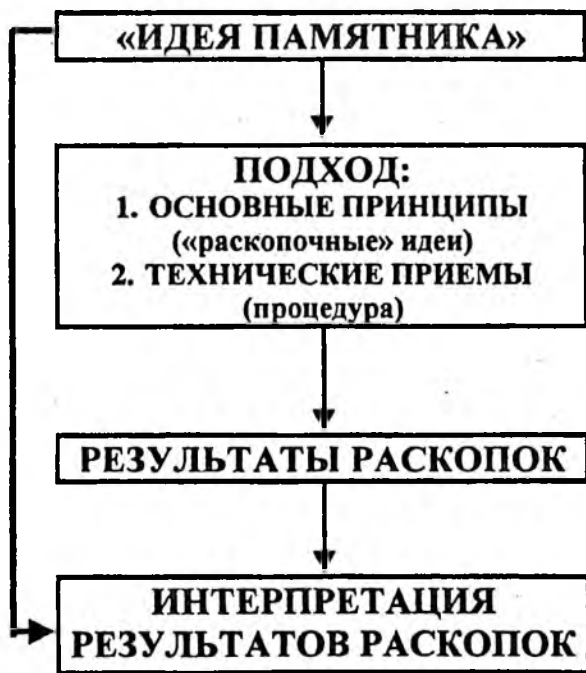 «ИДЕЯ ПАМЯТНИКА»
ПОДХОД:
1. ОСНОВНЫЕ ПРИНЦИПЫ
(«раскопочные» идеи)
2. ТЕХНИЧЕСКИЕ ПРИЕМЫ
(процедура)
РЕЗУЛЬТАТЫ РАСКОПОК
ИНТЕРПРЕТАЦИЯ
РЕЗУЛЬТАТОВ РАСКОПОК